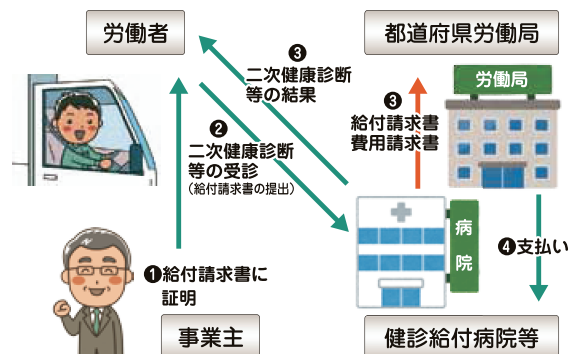 労働者
都道府県労働局
❸
二次健康診断
等の結果
労働局
❸
給付請求書
費用請求書
❷
二次健康診断
等の受診
（給付請求書の提出）
病
院
❹支払い
❶給付請求書に
証明
事業主
健診給付病院等